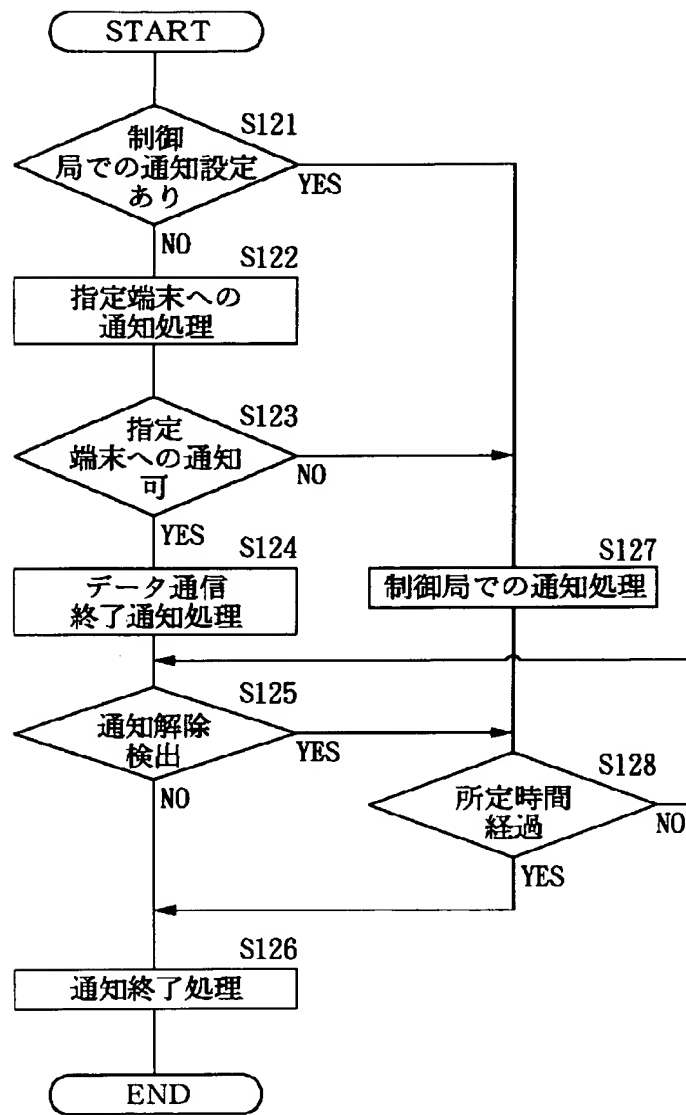 START
S121
制御
局での通知設定
あり
YES
NO
S122
指定端末への
通知処理
S123
指定
端末への通知
可
NO
YES
S124
データ通信
終了通知処理
S127
制御局での通知処理
S125
通知解除
検出
YES
NO
S128
所定時間
経過
NO
YES
S126
通知終了処理
END